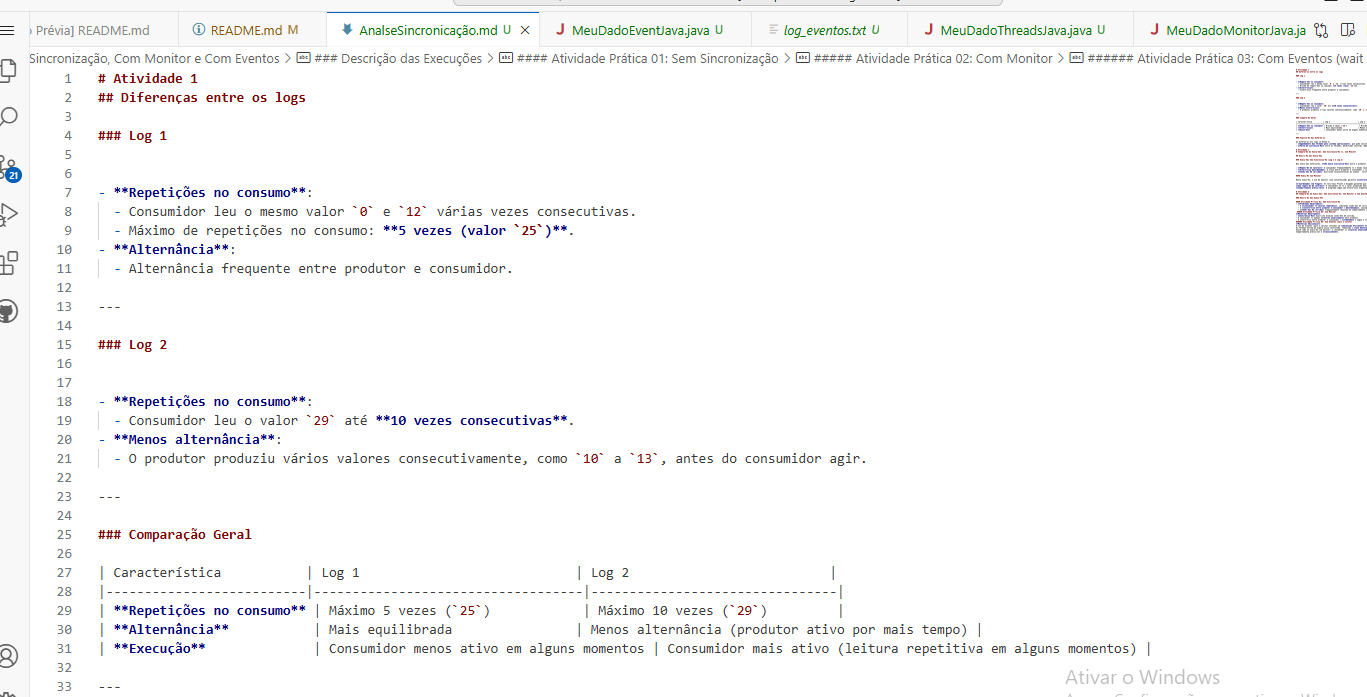 Prévia] README.md
README.md M
AnalseSincronicação.md U
MeuDadoEventJava.java U
log_eventos.txt U
MeuDadoThreadsJava.java U
MeuDadoMonitorJava.ja
Sincronização, Com Monitor e Com Eventos > ### Descrição das Execuções > #### Atividade Prática 01: Sem Sincronização > ##### Atividade Prática 02: Com Monitor > ###### Atividade Prática 03: Com Eventos (wait
1 # Atividade 1
2 ## Diferenças entre os logs
3
4 ### Log 1
5
6
7 - **Repetições no consumo**:
8 - Consumidor leu o mesmo valor `0` e `12` várias vezes consecutivas.
9 - Máximo de repetições no consumo: **5 vezes (valor `25`)**.
10 - **Alternância**:
11 - Alternância frequente entre produtor e consumidor.
12
13 ---
14
15 ### Log 2
16
17
18 - **Repetições no consumo**:
19 - Consumidor leu o valor `29` até **10 vezes consecutivas**.
20 - **Menos alternância**:
21 - O produtor produziu vários valores consecutivamente, como `10` a `13`, antes do consumidor agir.
22
23 ---
24
25 ### Comparação Geral
26
27 | Característica | Log 1 | Log 2 |
28 |--------------------------|-----------------------------------|--------------------------------|
29 | **Repetições no consumo** | Máximo 5 vezes (`25`) | Máximo 10 vezes (`29`) |
30 | **Alternância** | Mais equilibrada | Menos alternância (produtor ativo por mais tempo) |
31 | **Execução** | Consumidor menos ativo em alguns momentos | Consumidor mais ativo (leitura repetitiva em alguns momentos) |
32
33 ---
21
Ativar o Windows